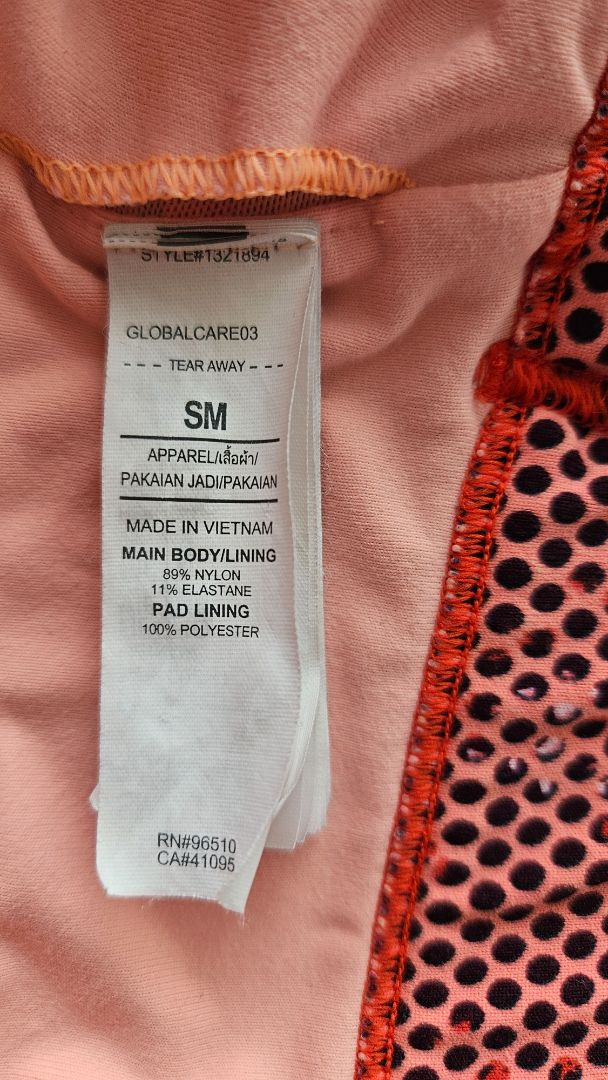 STYLE#1321894
GLOBALCARE03
- - - TEAR AWAY - - -
SM
APPAREL/เสื้อผ้า/
PAKAIAN JADI/PAKAIAN
MADE IN VIETNAM
MAIN BODY/LINING
89% NYLON
11% ELASTANE
PAD LINING
100% POLYESTER
RN#96510
CA#41095